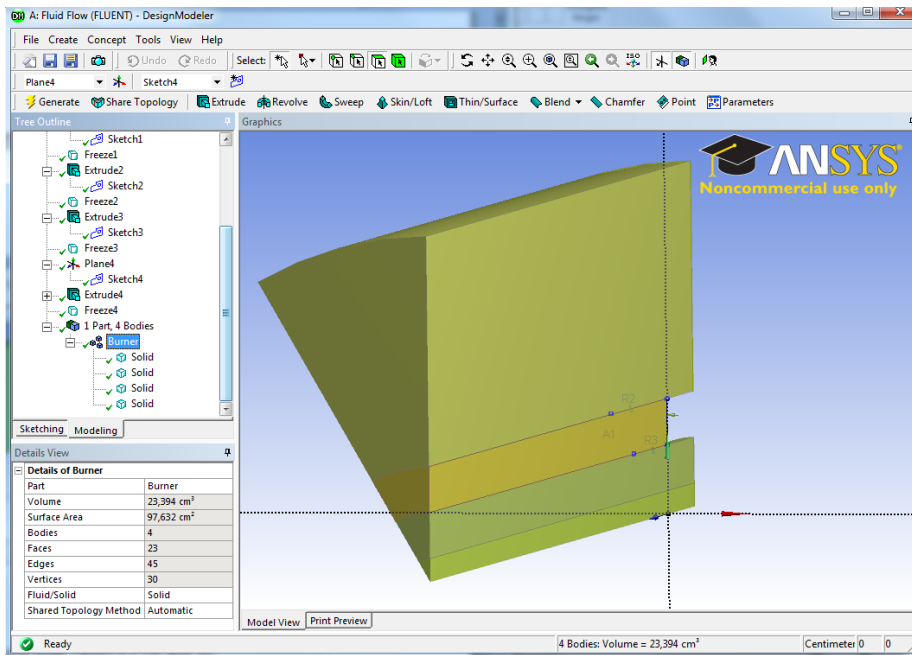 A: Fluid Flow (FLUENT) - DesignModeler
File Create Concept Tools View Help
Undo Redo Select:
Plane4 Sketch4
Generate Share Topology Extrude Revolve Sweep Skin/Loft Thin/Surface Blend Chamfer Point Parameters
Tree Outline
Sketch1
Freeze1
Extrude2
Sketch2
Freeze2
Extrude3
Sketch3
Freeze3
Plane4
Sketch4
Extrude4
Freeze4
1 Part, 4 Bodies
Burner
Solid
Solid
Solid
Solid
Sketching Modeling
Details View
Details of Burner
Part Burner
Volume 23,394 cm³
Surface Area 97,632 cm²
Bodies 4
Faces 23
Edges 45
Vertices 30
Fluid/Solid Solid
Shared Topology Method Automatic
Graphics
ANSYS
Noncommercial use only
R2
A1
R3
Model View Print Preview
Ready 4 Bodies: Volume = 23,394 cm³ Centimeter 0 0